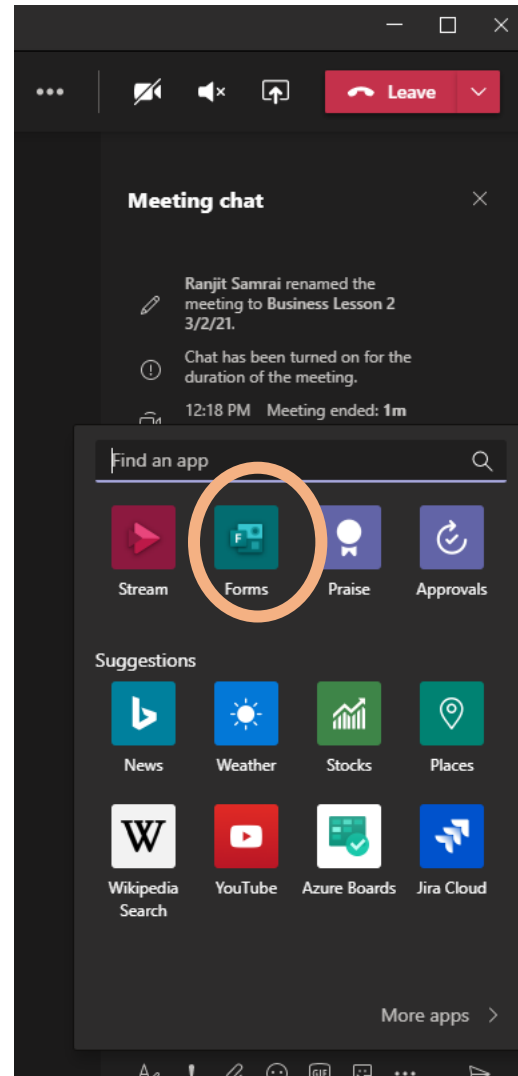 Leave
Meeting chat
Ranjit Samrai renamed the
meeting to Business Lesson 2
3/2/21.
Chat has been turned on for the
duration of the meeting.
12:18 PM Meeting ended: 1m
Find an app
F
Stream Forms Praise Approvals
Suggestions
News Weather Stocks Places
W
Wikipedia Search YouTube Azure Boards Jira Cloud
More apps
GIF